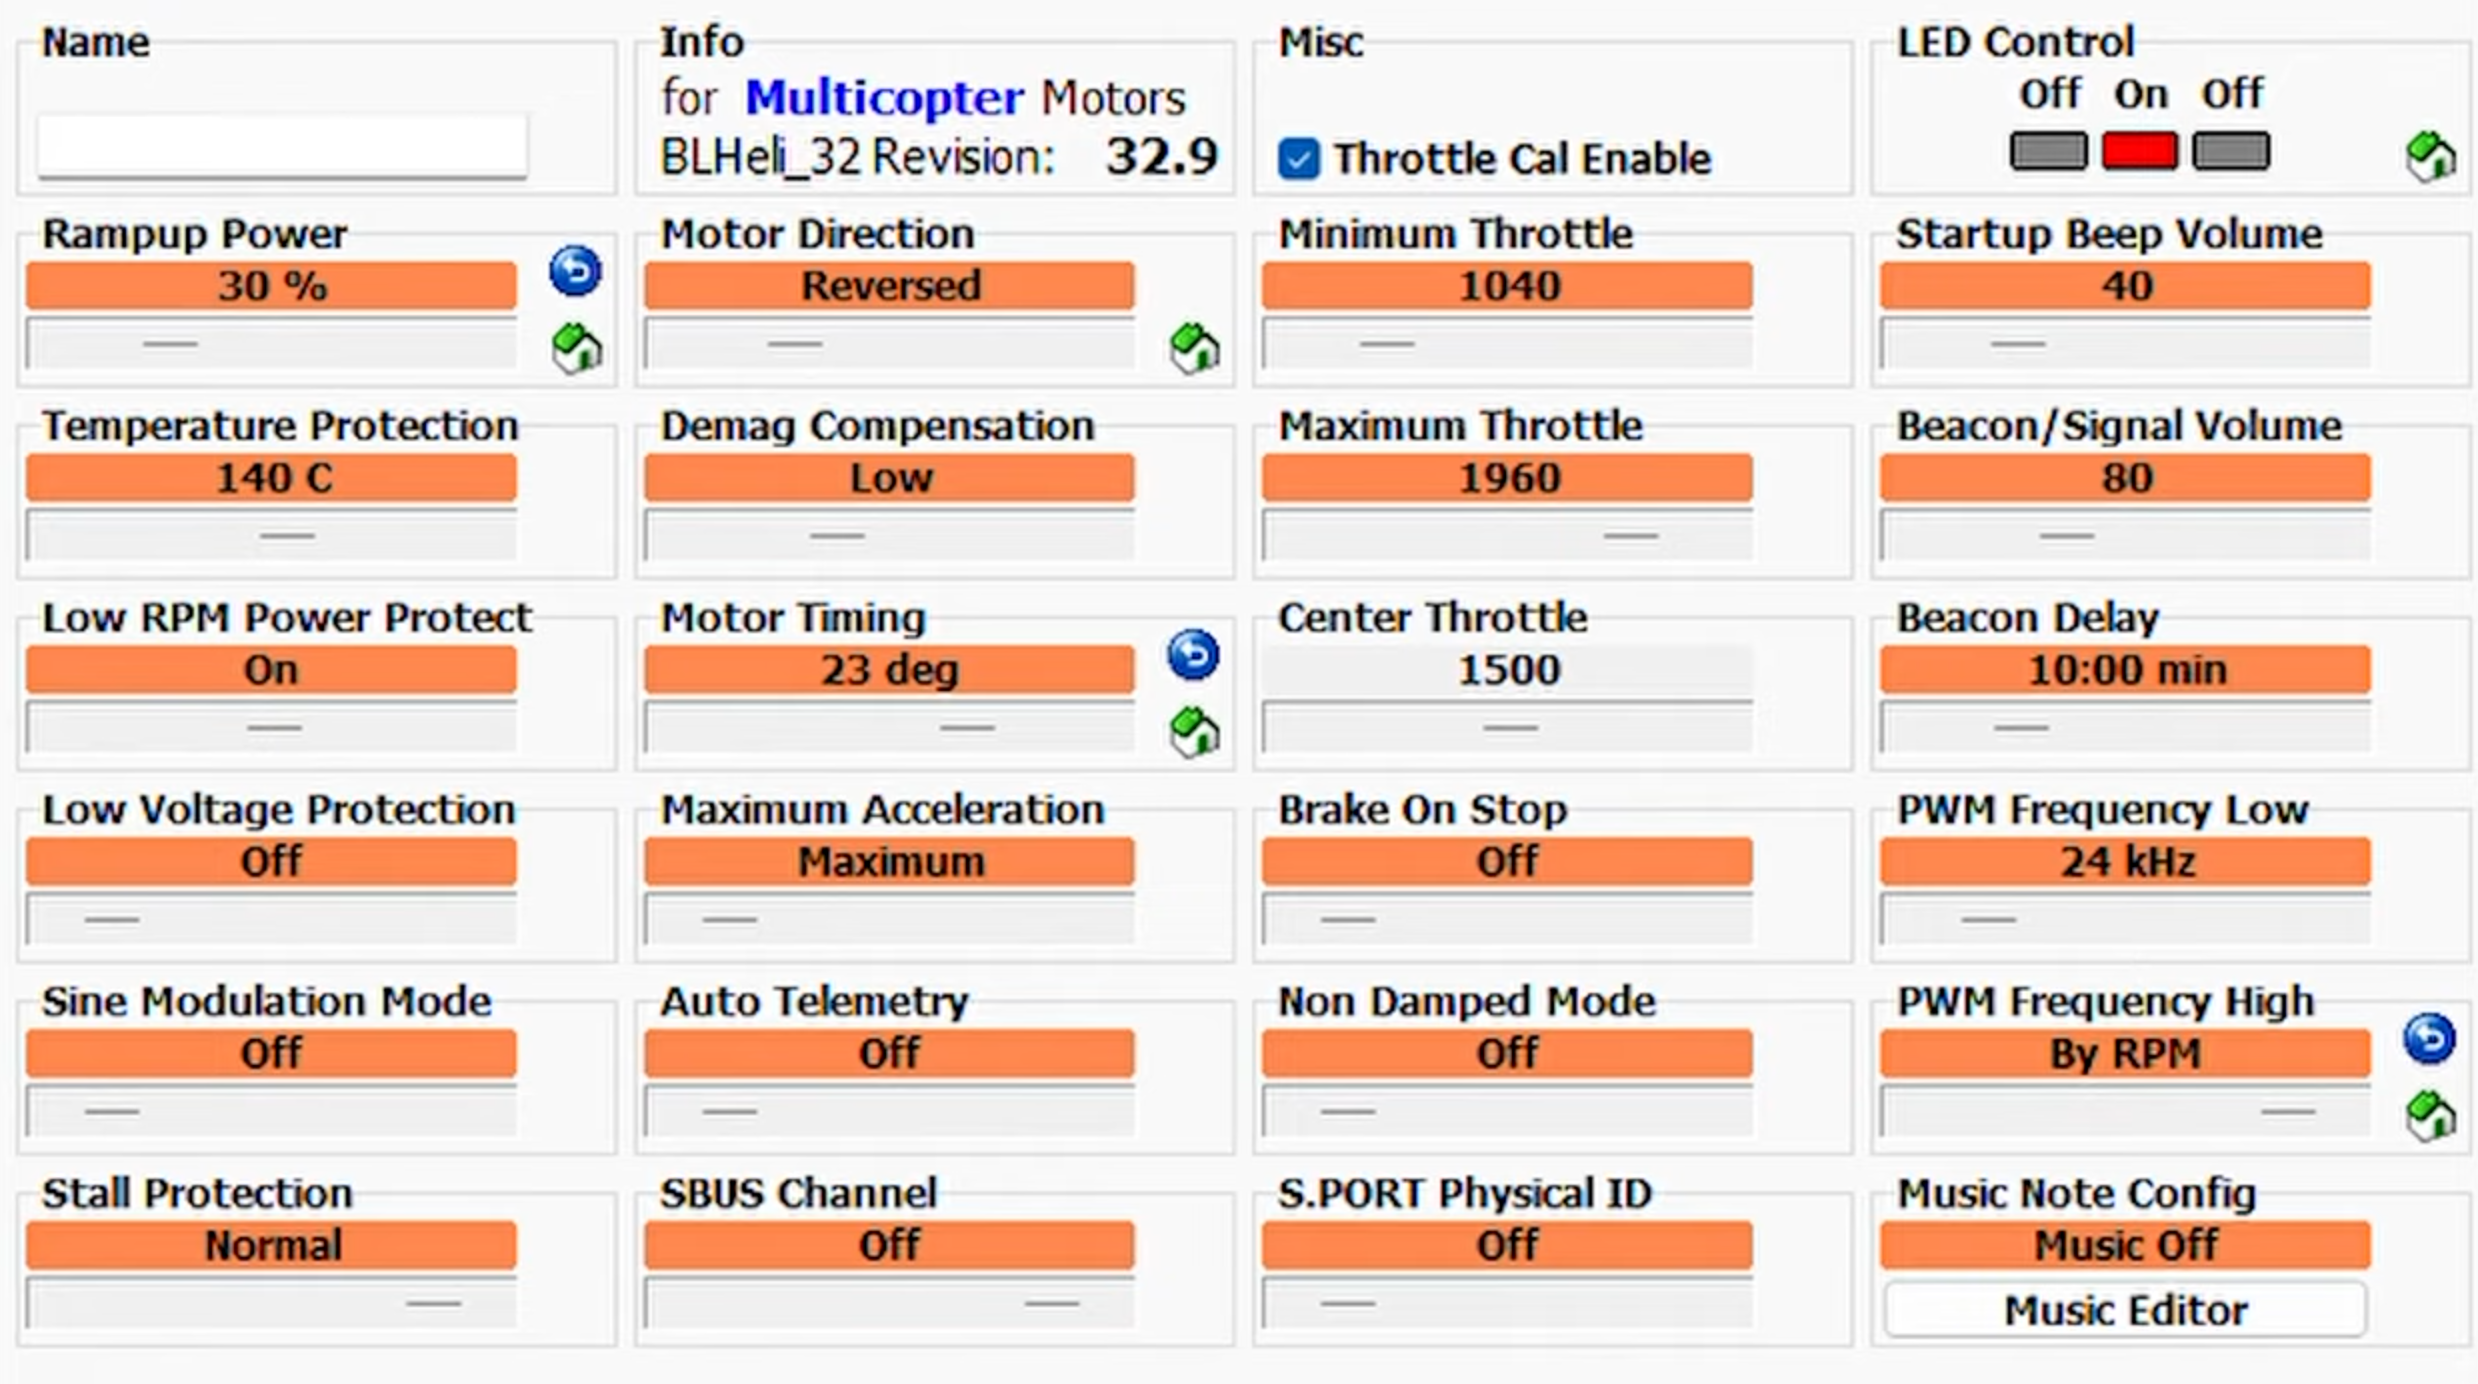 Name
Info
for Multicopter Motors
BLHeli_32 Revision: 32.9
Misc
Throttle Cal Enable
LED Control
Off On Off
Rampup Power
30 %
Motor Direction
Reversed
Minimum Throttle
1040
Startup Beep Volume
40
Temperature Protection
140 C
Demag Compensation
Low
Maximum Throttle
1960
Beacon/Signal Volume
80
Low RPM Power Protect
On
Motor Timing
23 deg
Center Throttle
1500
Beacon Delay
10:00 min
Low Voltage Protection
Off
Maximum Acceleration
Maximum
Brake On Stop
Off
PWM Frequency Low
24 kHz
Sine Modulation Mode
Off
Auto Telemetry
Off
Non Damped Mode
Off
PWM Frequency High
By RPM
Stall Protection
Normal
SBUS Channel
Off
S.PORT Physical ID
Off
Music Note Config
Music Off
Music Editor